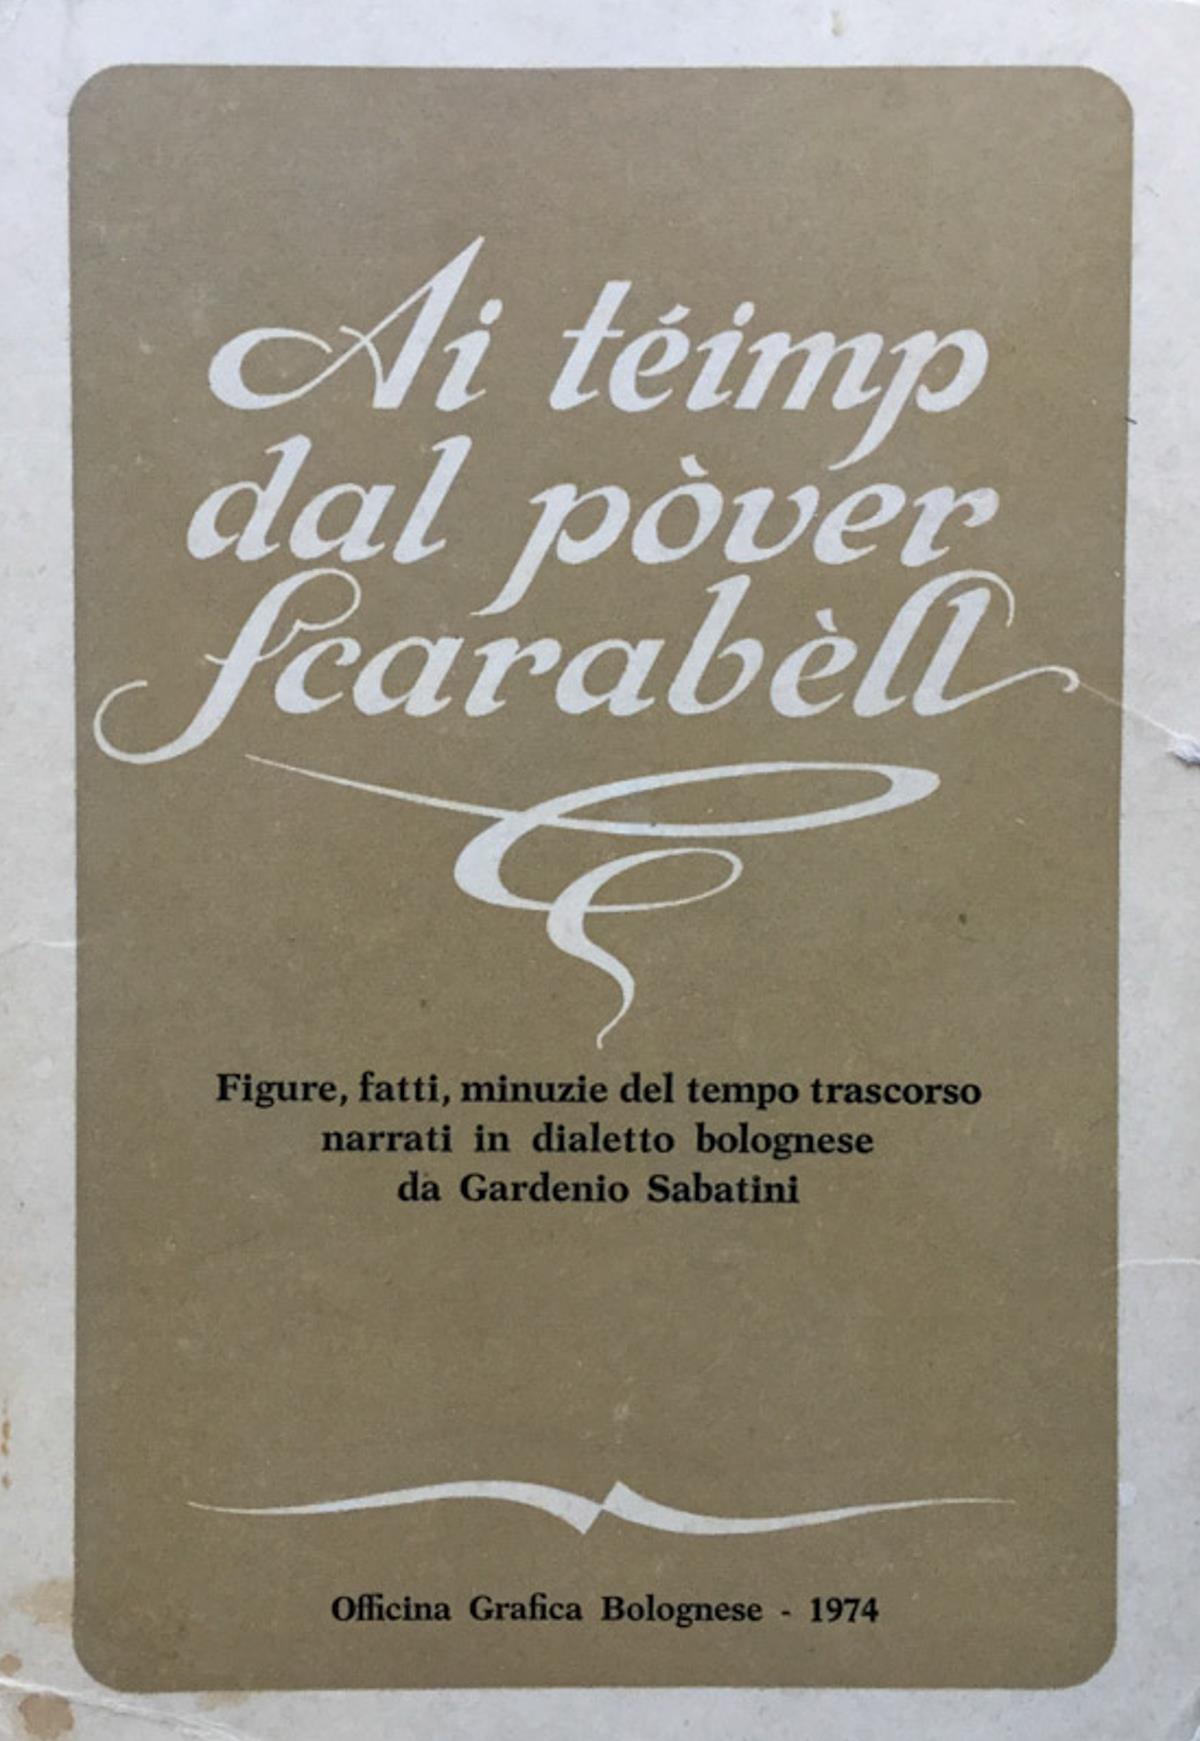 Ai téimp
dal pòver
Scarabèll
Figure, fatti, minuzie del tempo trascorso
narrati in dialetto bolognese
da Gardenio Sabatini
Officina Grafica Bolognese - 1974